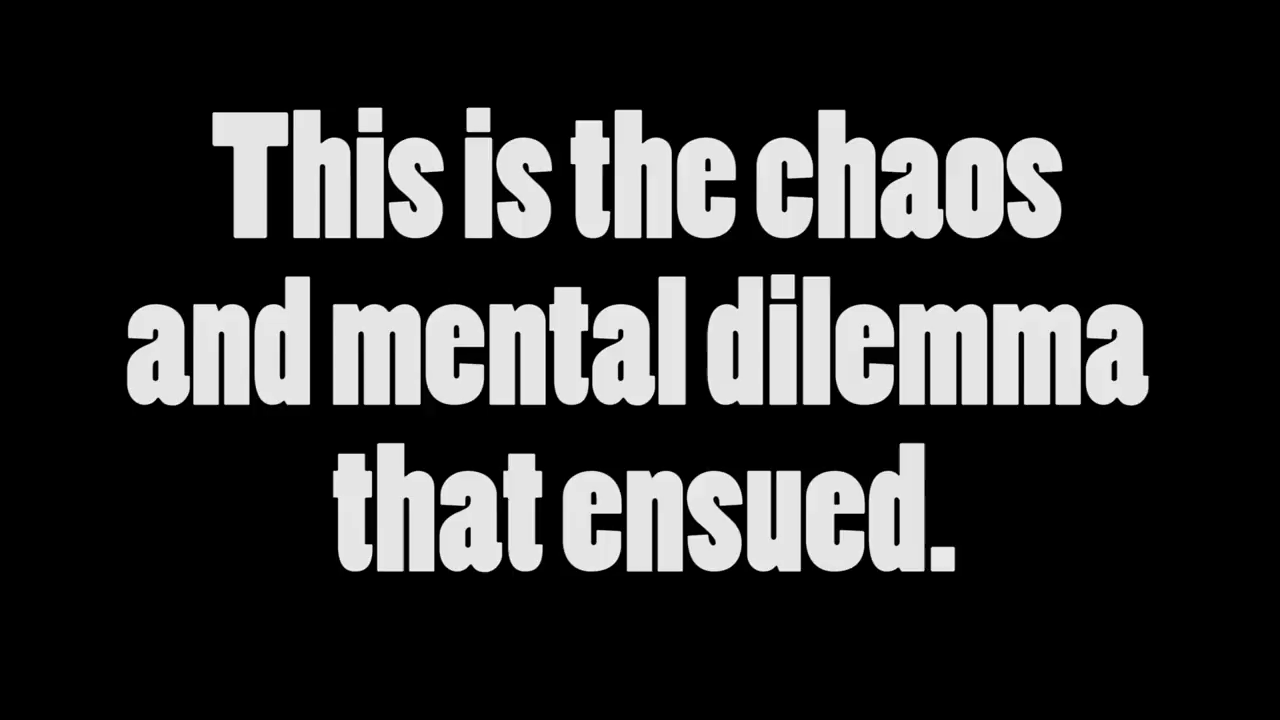 This is the chaos
and mental dilemma
that ensued.